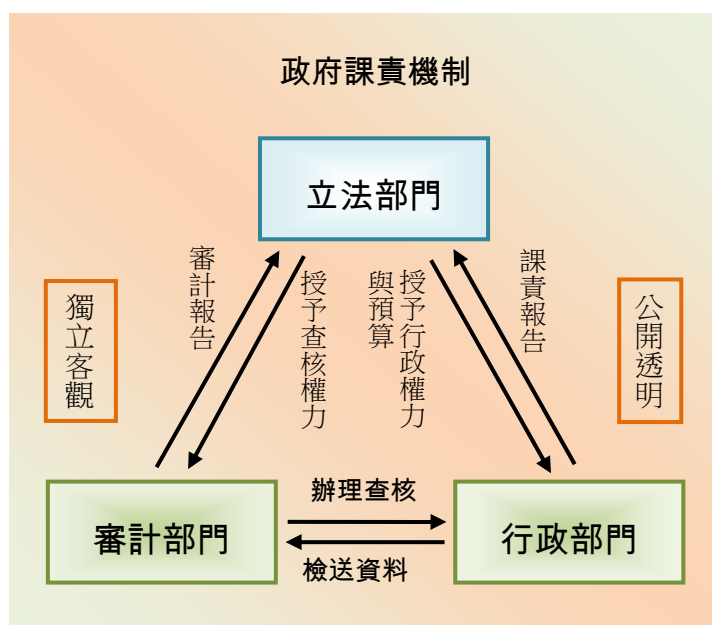 政府課責機制
立法部門
審計報告
授予查核權力
授予行政權力
與預算
課責報告
獨立客觀
公開透明
審計部門
辦理查核
檢送資料
行政部門